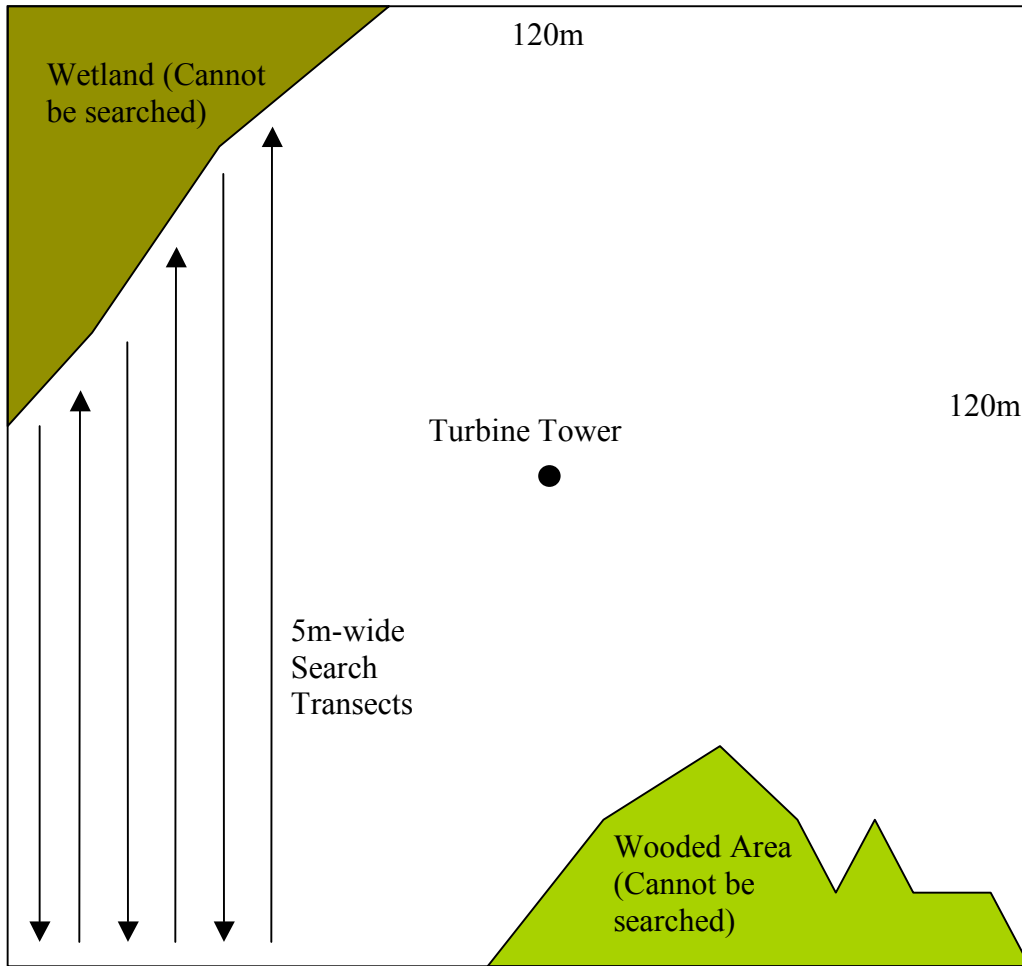 120m
Wetland (Cannot
be searched)
120m
Turbine Tower
5m-wide
Search
Transects
Wooded Area
(Cannot be
searched)